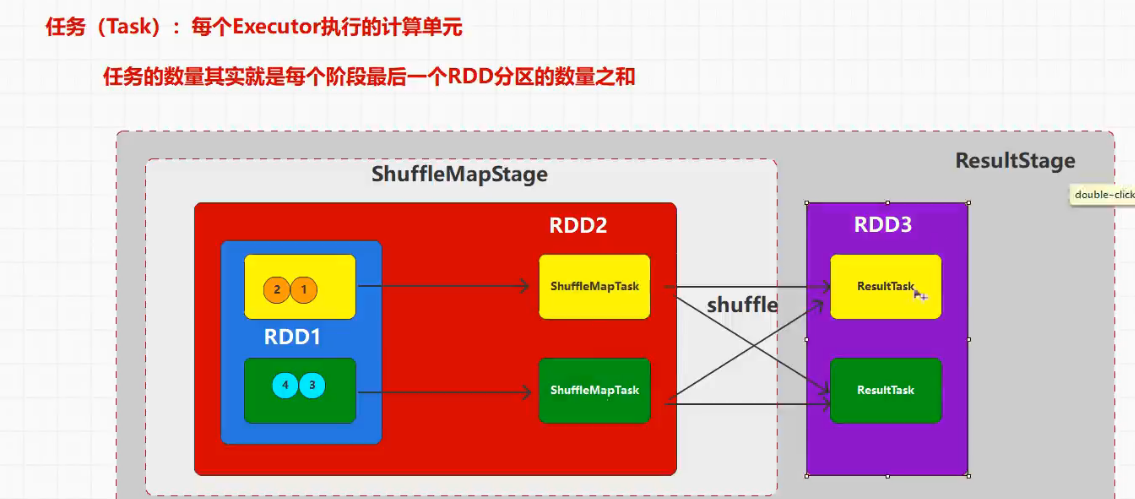 任务（Task）：每个Executor执行的计算单元
任务的数量其实就是每个阶段最后一个RDD分区的数量之和
ResultStage
ShuffleMapStage
double-click
RDD2
RDD3
2 1
ShuffleMapTask
ResultTask
shuffle
RDD1
4 3
ShuffleMapTask
ResultTask